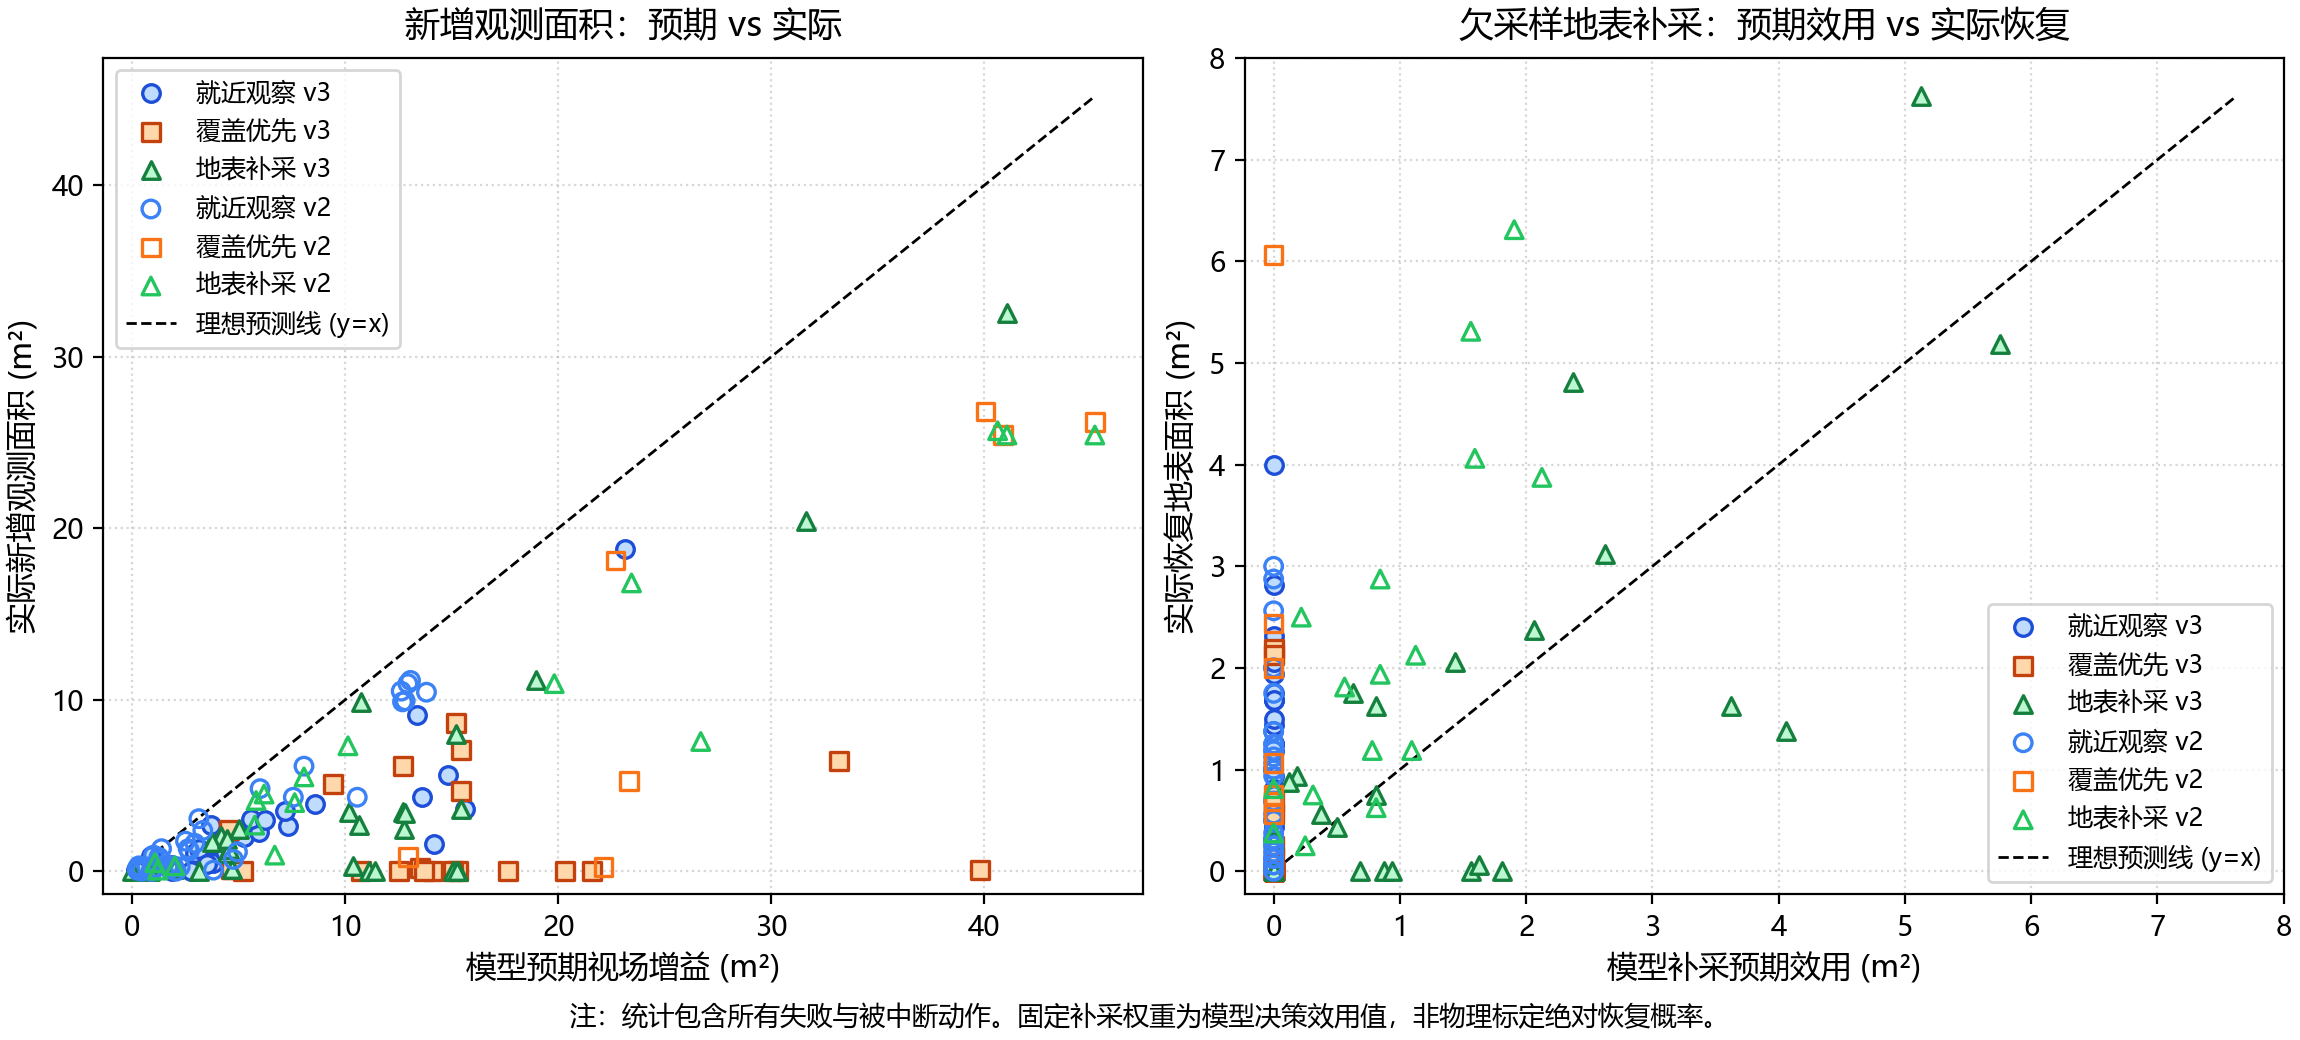 新增观测面积：预期 vs 实际
就近观察 v3
覆盖优先 v3
地表补采 v3
就近观察 v2
覆盖优先 v2
地表补采 v2
理想预测线 (y=x)
实际新增观测面积 (m²)
40
30
20
10
0
0 10 20 30 40
模型预期视场增益 (m²)
欠采样地表补采：预期效用 vs 实际恢复
实际恢复地表面积 (m²)
8
7
6
5
4
3
2
1
0
就近观察 v3
覆盖优先 v3
地表补采 v3
就近观察 v2
覆盖优先 v2
地表补采 v2
理想预测线 (y=x)
0 1 2 3 4 5 6 7 8
模型补采预期效用 (m²)
注：统计包含所有失败与被中断动作。固定补采权重为模型决策效用值，非物理标定绝对恢复概率。